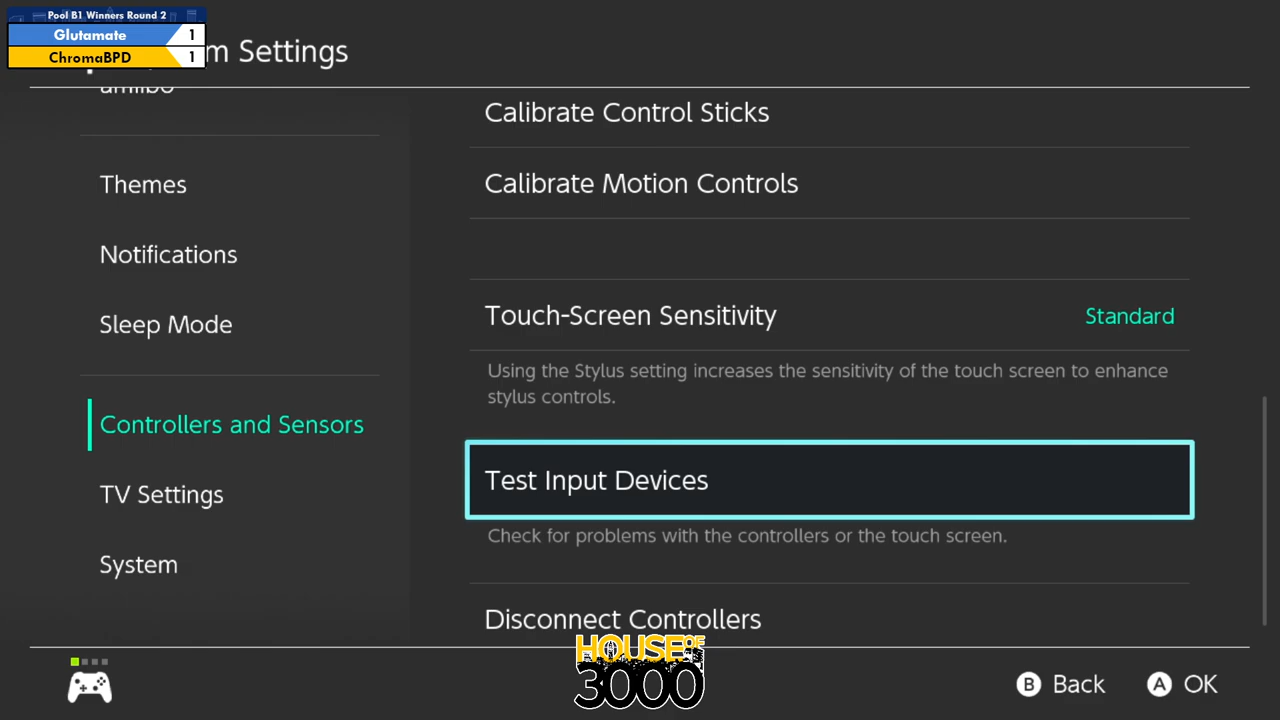 Pool B1 Winners Round 2
Glutamate 1
ChromaBPD 1
m Settings
amiibo
Themes
Notifications
Sleep Mode
Controllers and Sensors
TV Settings
System
Calibrate Control Sticks
Calibrate Motion Controls
Touch-Screen Sensitivity Standard
Using the Stylus setting increases the sensitivity of the touch screen to enhance
stylus controls.
Test Input Devices
Check for problems with the controllers or the touch screen.
Disconnect Controllers
HOUSE OF
3000
B Back A OK